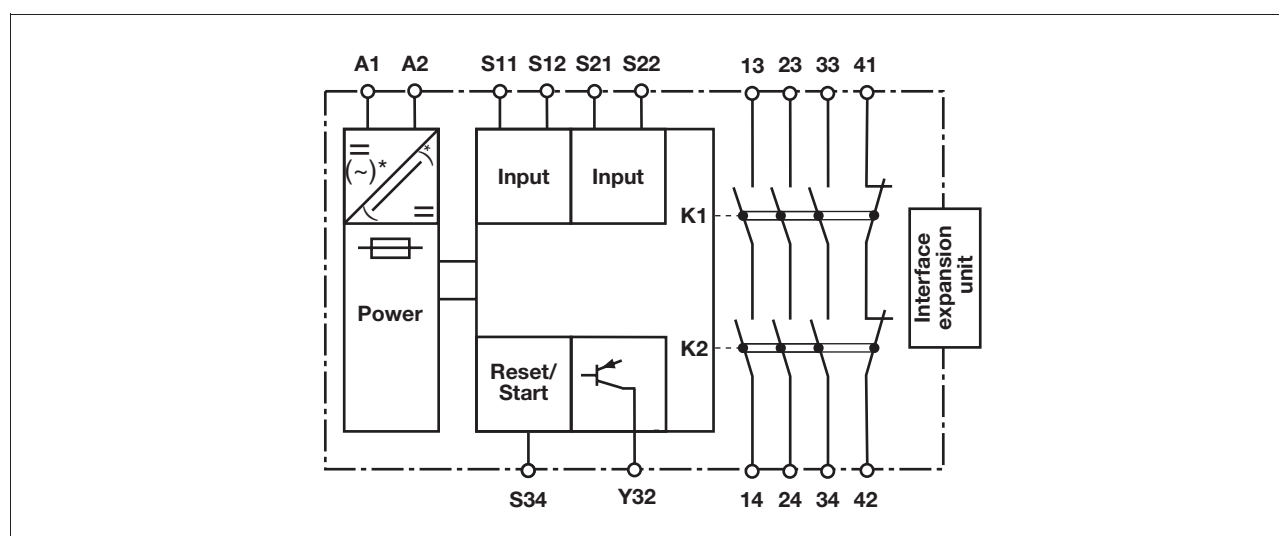 A1 A2 S11 S12 S21 S22 13 23 33 41
=
(~)* *
=
Input Input
K1
Interface
expansion
unit
Power
K2
Reset/
Start
S34 Y32 14 24 34 42